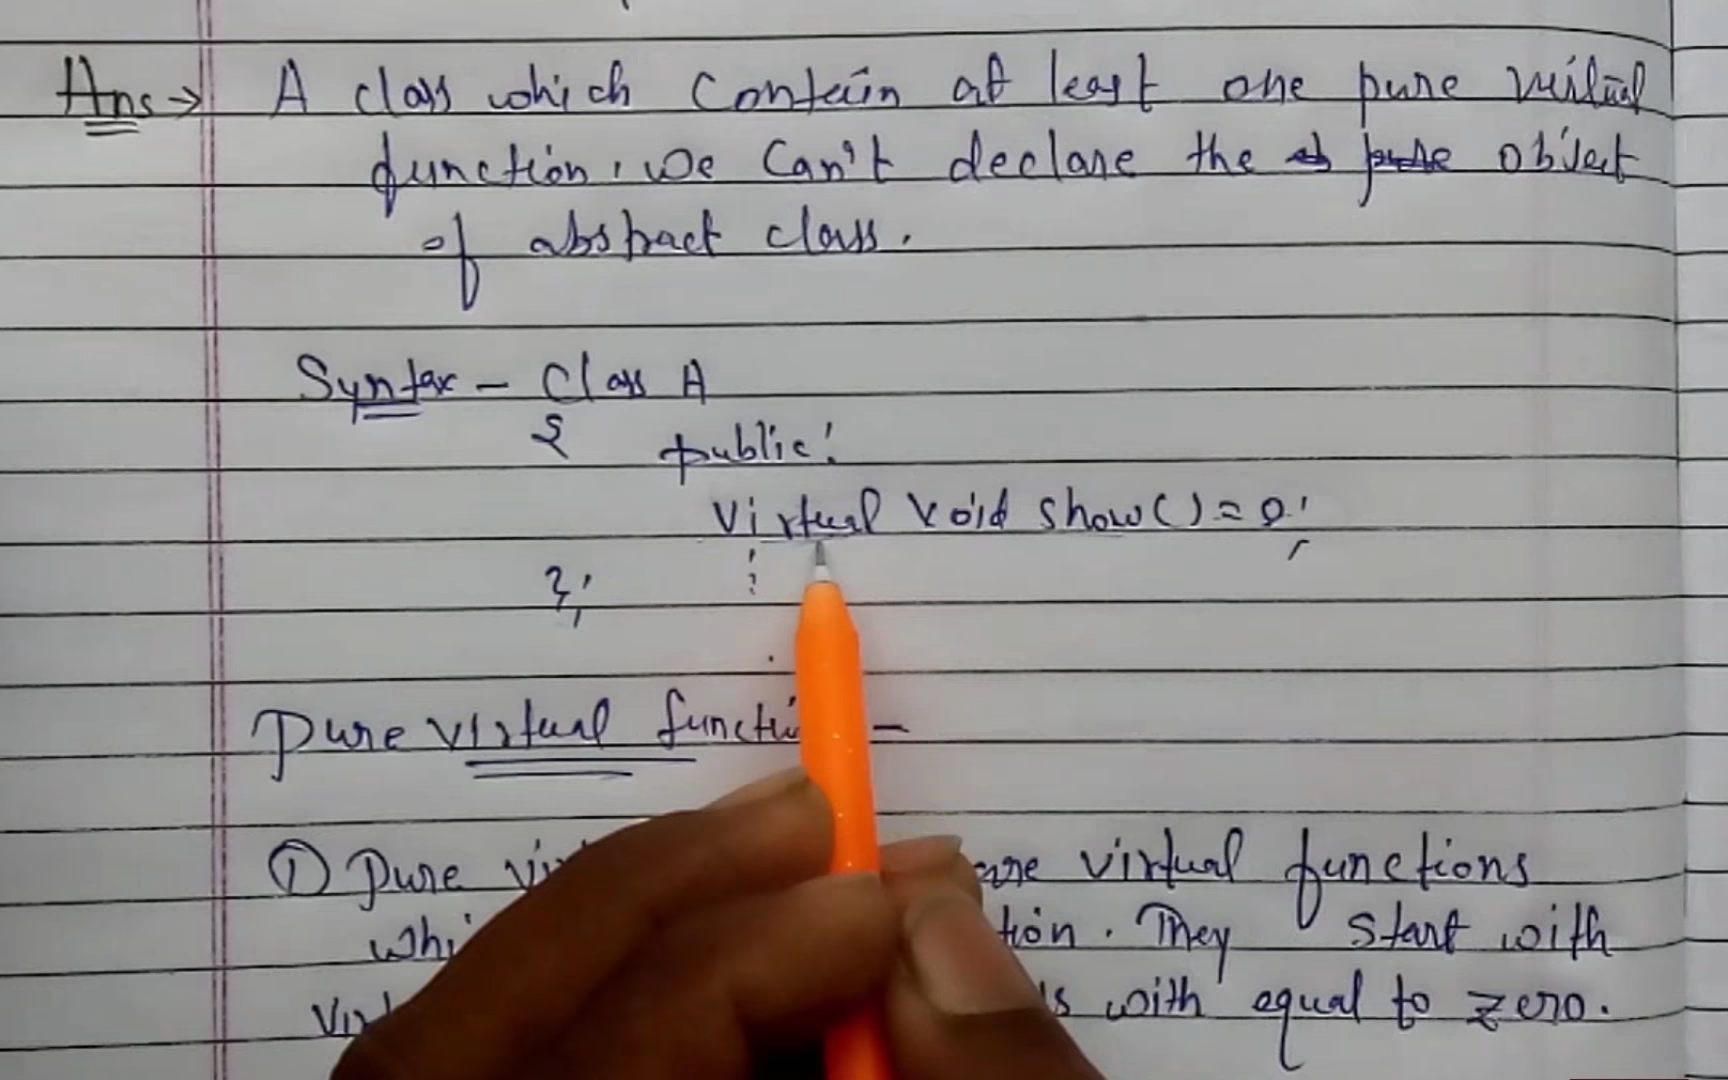 Ans → A class which contain at least one pure virtual
function, we can't declare the object
of abstract class.
Syntax - Class A
{ public:
virtual void show() = 0;
};
Pure virtual function -
① Pure are virtual functions
They start with
with equal to zero.